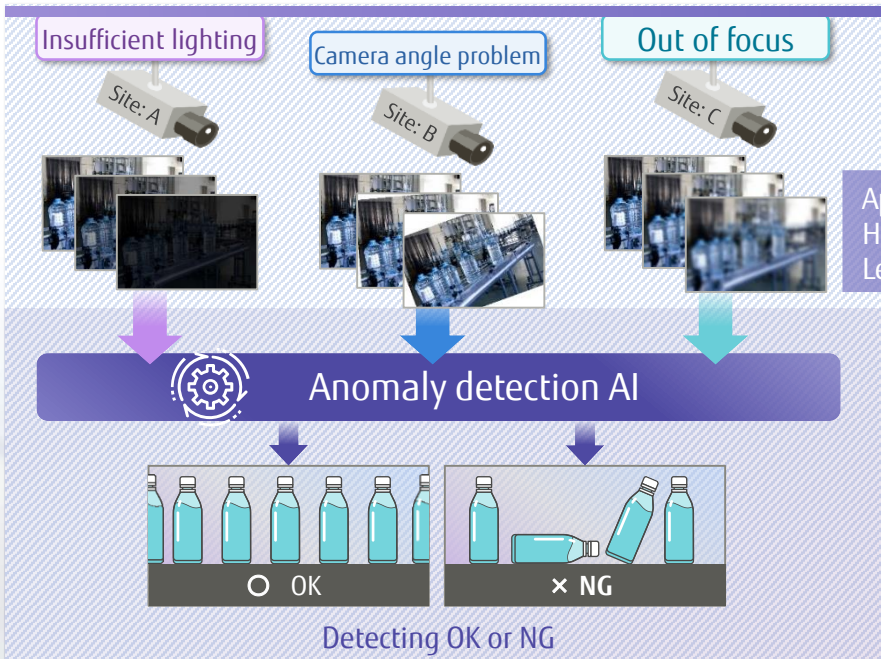 Insufficient lighting
Camera angle problem
Out of focus
Site: A
Site: B
Site: C
Anomaly detection AI
OK
× NG
Detecting OK or NG